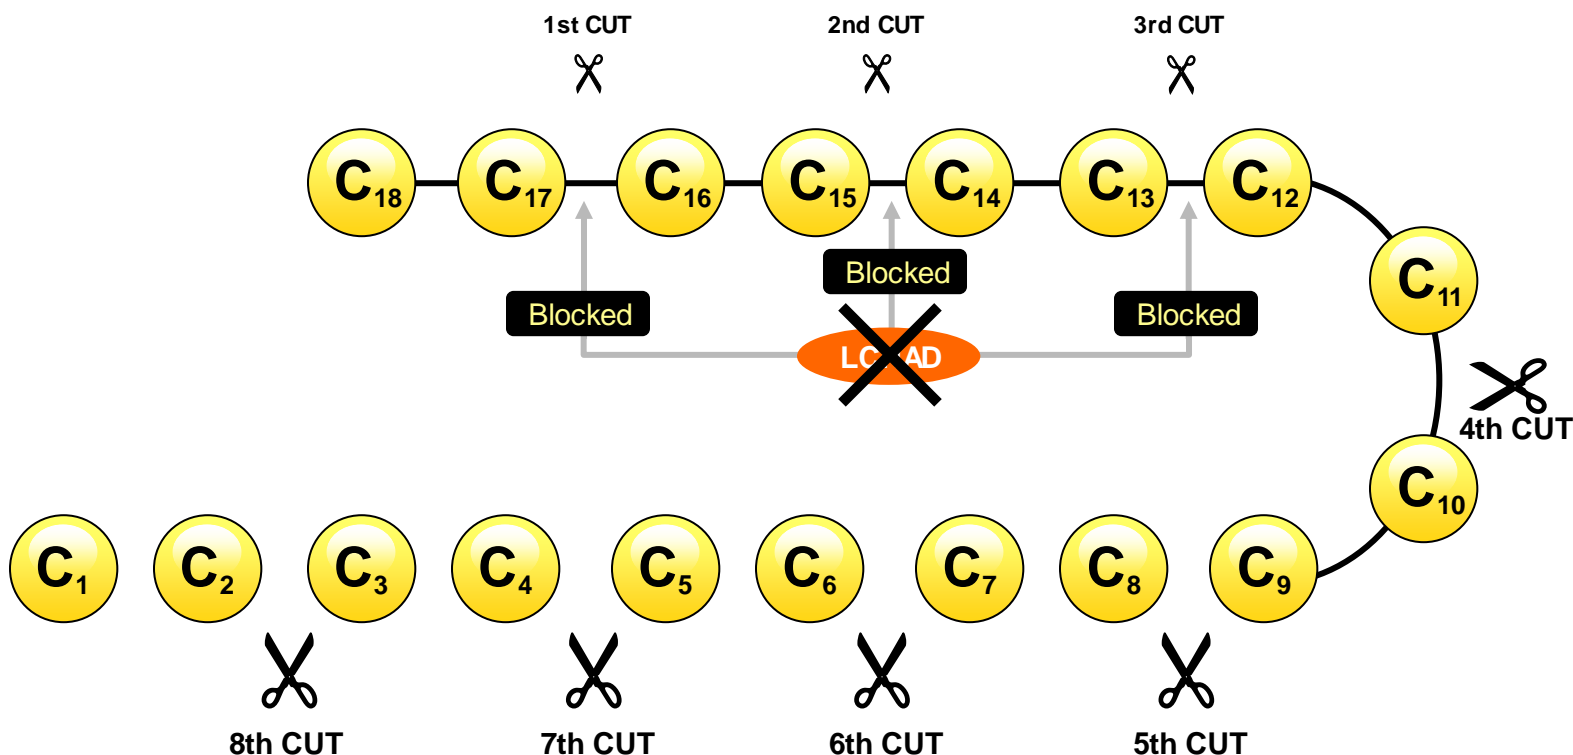 1st CUT
2nd CUT
3rd CUT
C18
C17
C16
C15
C14
C13
C12
C11
Blocked
Blocked
Blocked
4th CUT
C10
C1
C2
C3
C4
C5
C6
C7
C8
C9
8th CUT
7th CUT
6th CUT
5th CUT